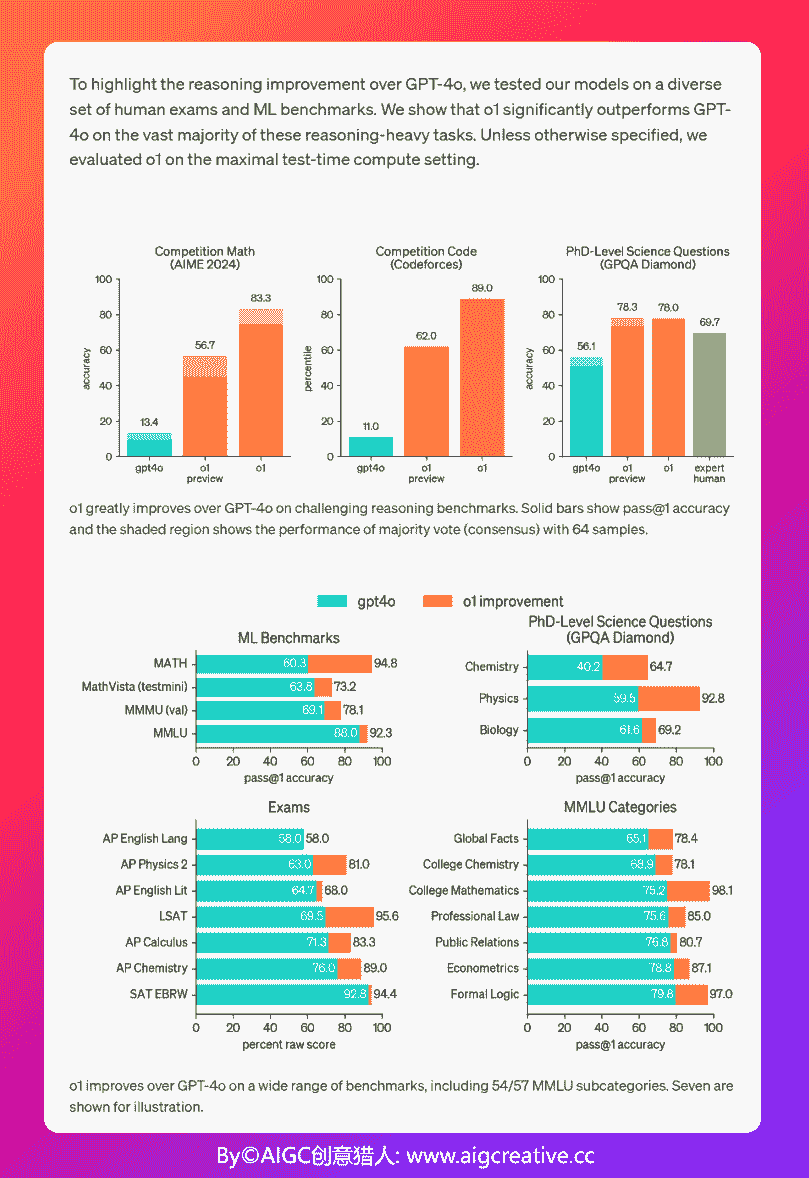 To highlight the reasoning improvement over GPT-4o, we tested our models on a diverse
set of human exams and ML benchmarks. We show that o1 significantly outperforms GPT-
4o on the vast majority of these reasoning-heavy tasks. Unless otherwise specified, we
evaluated o1 on the maximal test-time compute setting.
Competition Math
(AIME 2024)
100
80
60
40
20
0
accuracy
13.4
56.7
83.3
gpt4o
o1
preview
o1
Competition Code
(Codeforces)
100
80
60
40
20
0
percentile
11.0
62.0
89.0
gpt4o
o1
preview
o1
PhD-Level Science Questions
(GPQA Diamond)
100
80
60
40
20
0
accuracy
56.1
78.3
78.0
69.7
gpt4o
o1
preview
o1
expert
human
o1 greatly improves over GPT-4o on challenging reasoning benchmarks. Solid bars show pass@1 accuracy
and the shaded region shows the performance of majority vote (consensus) with 64 samples.
gpt4o
o1 improvement
ML Benchmarks
MATH 60.3 94.8
MathVista (testmini) 63.8 73.2
MMMU (val) 69.1 78.1
MMLU 88.0 92.3
0 20 40 60 80 100
pass@1 accuracy
PhD-Level Science Questions
(GPQA Diamond)
Chemistry 40.2 64.7
Physics 59.5 92.8
Biology 61.6 69.2
0 20 40 60 80 100
pass@1 accuracy
Exams
AP English Lang 58.0 58.0
AP Physics 2 63.0 81.0
AP English Lit 64.7 68.0
LSAT 69.5 95.6
AP Calculus 71.3 83.3
AP Chemistry 76.0 89.0
SAT EBRW 92.8 94.4
0 20 40 60 80 100
percent raw score
MMLU Categories
Global Facts 65.1 78.4
College Chemistry 68.9 78.1
College Mathematics 75.2 98.1
Professional Law 75.6 85.0
Public Relations 76.8 80.7
Econometrics 78.8 87.1
Formal Logic 79.8 97.0
0 20 40 60 80 100
pass@1 accuracy
o1 improves over GPT-4o on a wide range of benchmarks, including 54/57 MMLU subcategories. Seven are
shown for illustration.
By©AIGC创意猎人: www.aigcreative.cc